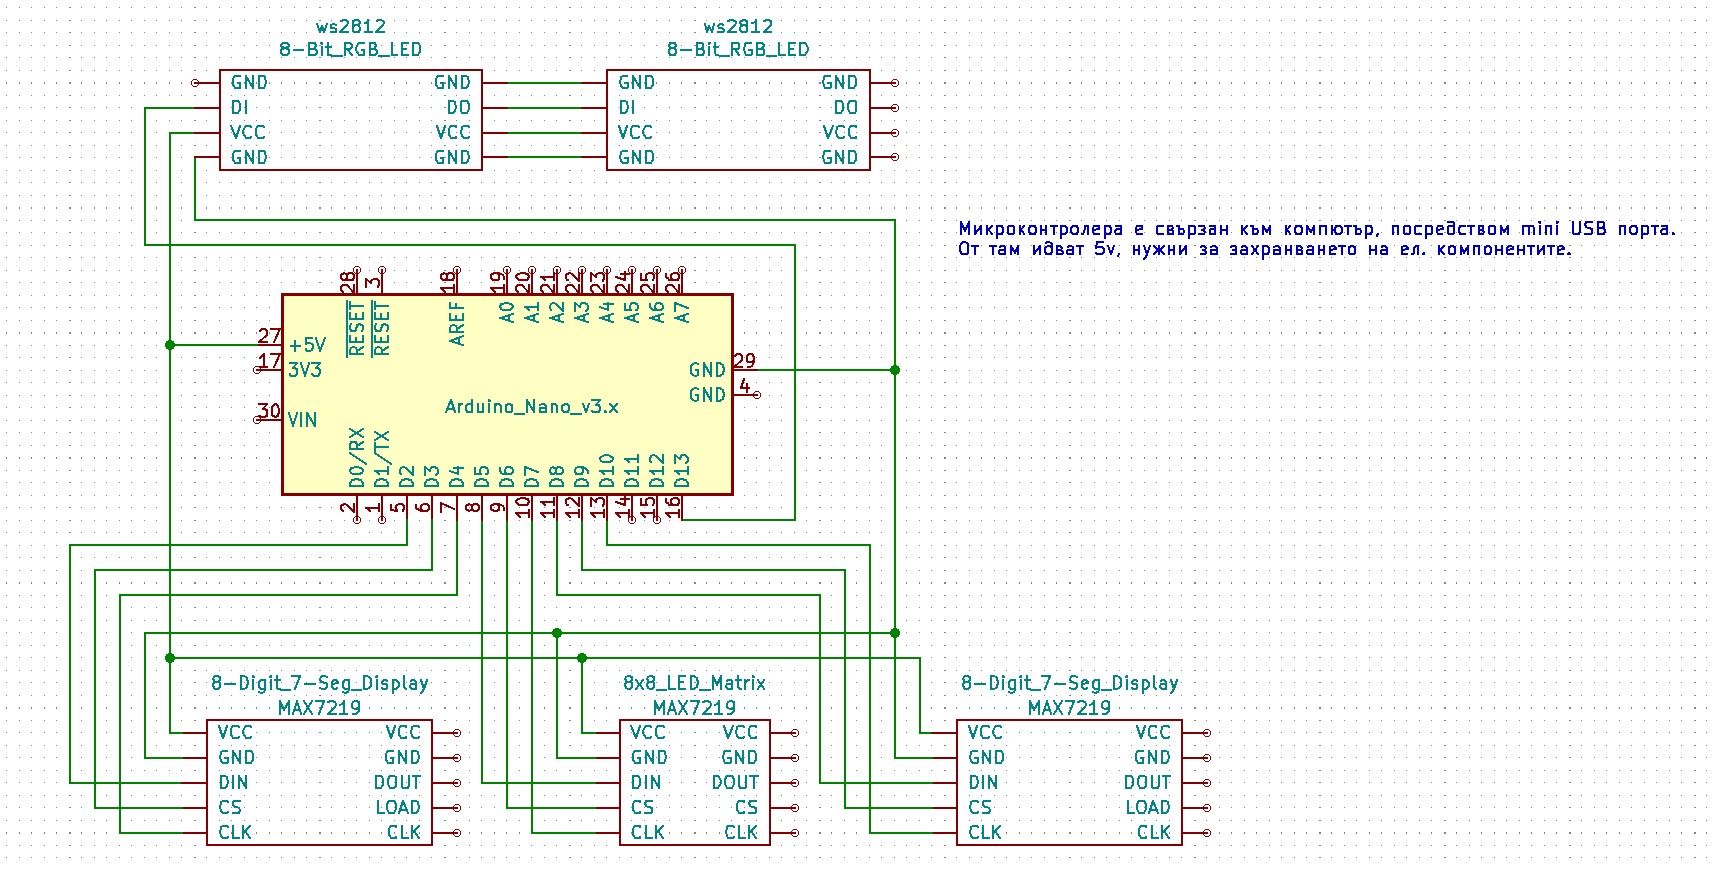 ws2812
8-Bit_RGB_LED
GND
DI
VCC
GND
GND
DO
VCC
GND
ws2812
8-Bit_RGB_LED
GND
DI
VCC
GND
GND
DO
VCC
GND
Микроконтролера е свързан към компютър, посредством mini USB порта.
От там идват 5v, нужни за захранването на ел. компонентите.
28 3 18 19 20 21 22 23 24 25 26
RESET RESET AREF A0 A1 A2 A3 A4 A5 A6 A7
27 +5V
17 3V3
30 VIN
GND 29
GND 4
Arduino_Nano_v3.x
D0/RX D1/TX D2 D3 D4 D5 D6 D7 D8 D9 D10 D11 D12 D13
2 1 5 6 7 8 9 10 11 12 13 14 15 16
8-Digit_7-Seg_Display
MAX7219
VCC
GND
DIN
CS
CLK
VCC
GND
DOUT
LOAD
CLK
8x8_LED_Matrix
MAX7219
VCC
GND
DIN
CS
CLK
VCC
GND
DOUT
CS
CLK
8-Digit_7-Seg_Display
MAX7219
VCC
GND
DIN
CS
CLK
VCC
GND
DOUT
LOAD
CLK